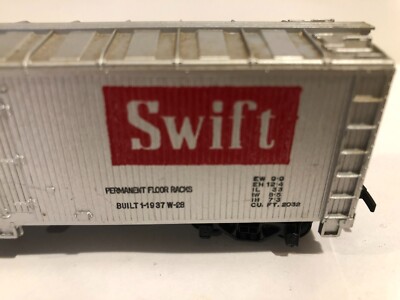 Swift
PERMANENT FLOOR RACKS
BUILT 1-1937 W-28
EW 9-0
EH 12-4
IL 33
IW 8-5
IH 7-3
CU. FT. 2032